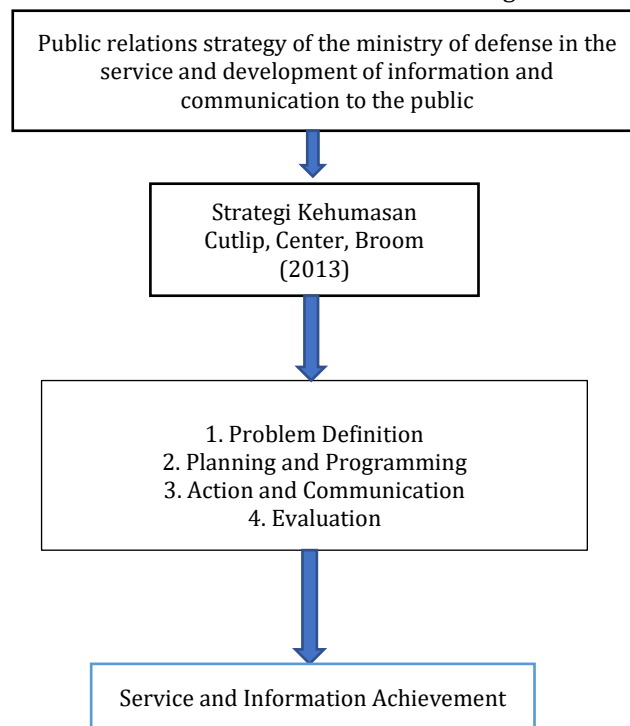 Public relations strategy of the ministry of defense in the
service and development of information and
communication to the public
Strategi Kehumasan
Cutlip, Center, Broom
(2013)
1. Problem Definition
2. Planning and Programming
3. Action and Communication
4. Evaluation
Service and Information Achievement